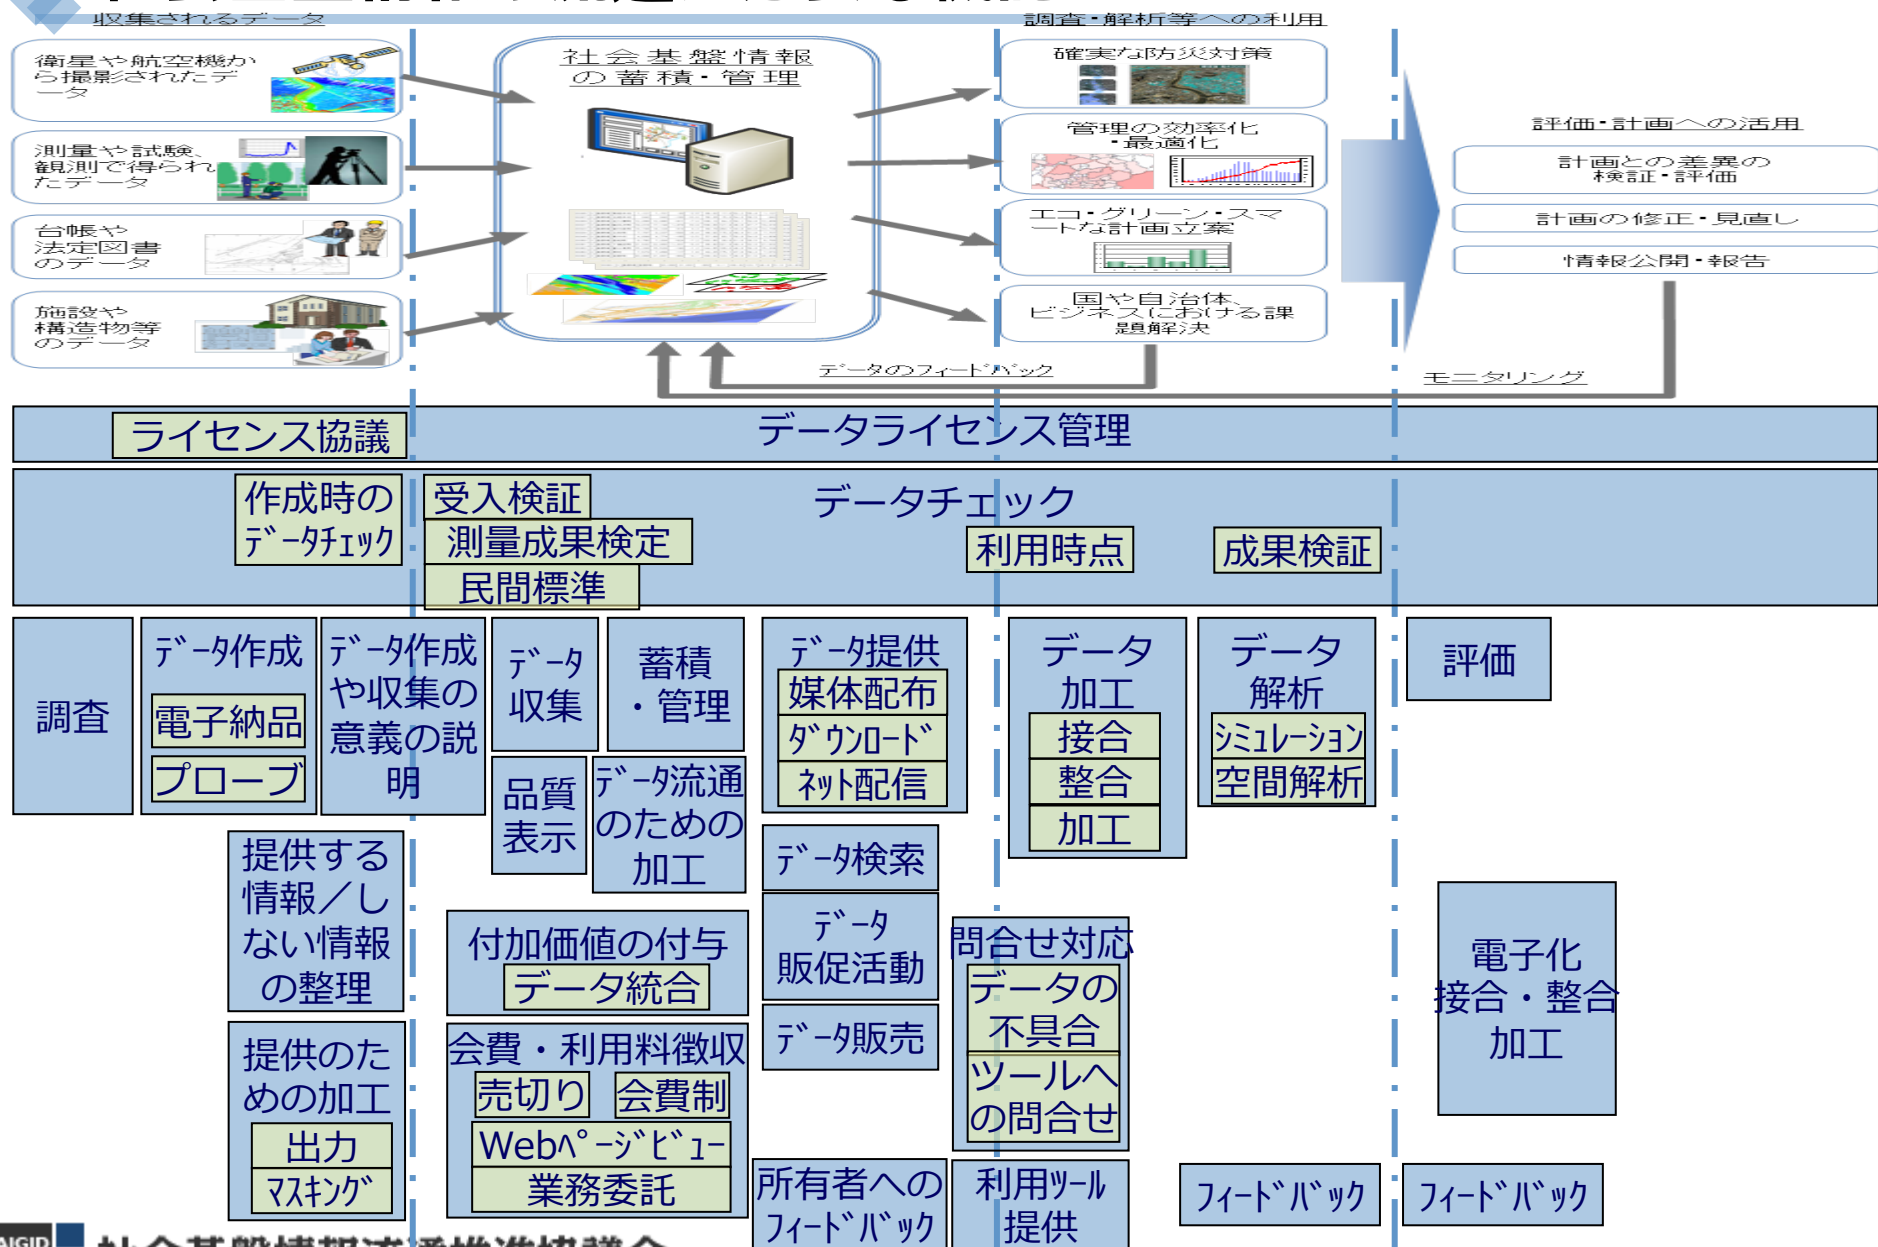 収集されるデータ
調査・解析等への利用
衛星や航空機か
ら撮影されたデ
ータ
測量や試験、
観測で得られ
たデータ
台帳や
法定図書
のデータ
施設や
構造物等
のデータ
社会基盤情報
の蓄積・管理
確実な防災対策
管理の効率化
・最適化
エコ・グリーン・スマ
ートな計画立案
国や自治体、
ビジネスにおける課
題解決
評価・計画への活用
計画との差異の
検証・評価
計画の修正・見直し
情報公開・報告
データのフィードバック
モニタリング
ライセンス協議
データライセンス管理
作成時の
データチェック
受入検証
測量成果検定
民間標準
データチェック
利用時点
成果検証
調査
データ作成
電子納品
プローブ
データ作成
や収集の
意義の説
明
データ
収集
蓄積
・管理
品質
表示
データ流通
のための
加工
データ提供
媒体配布
ダウンロード
ネット配信
データ
加工
接合
整合
加工
データ
解析
シミュレーション
空間解析
評価
提供する
情報／し
ない情報
の整理
提供のた
めの加工
出力
マスキング
付加価値の付与
データ統合
会費・利用料徴収
売切り
会費制
Webページビュー
業務委託
データ検索
データ
販促活動
データ販売
所有者への
フィードバック
問合せ対応
データの
不具合
ツールへ
の問合せ
利用ツール
提供
フィードバック
電子化
接合・整合
加工
フィードバック
AIGID
社会基盤情報流通推進協議会